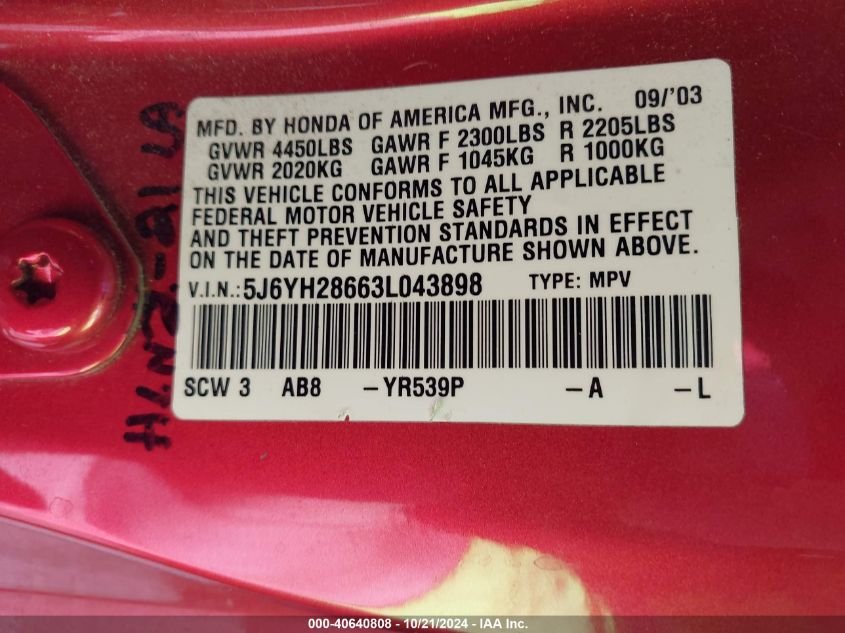 MFD. BY HONDA OF AMERICA MFG., INC. 09/'03
GVWR 4450LBS GAWR F 2300LBS R 2205LBS
GVWR 2020KG GAWR F 1045KG R 1000KG
THIS VEHICLE CONFORMS TO ALL APPLICABLE
FEDERAL MOTOR VEHICLE SAFETY
AND THEFT PREVENTION STANDARDS IN EFFECT
ON THE DATE OF MANUFACTURE SHOWN ABOVE.
V.I.N.: 5J6YH28663L043898 TYPE: MPV
SCW 3 AB8 -YR539P -A -L
000-40640808 - 10/21/2024 - IAA Inc.